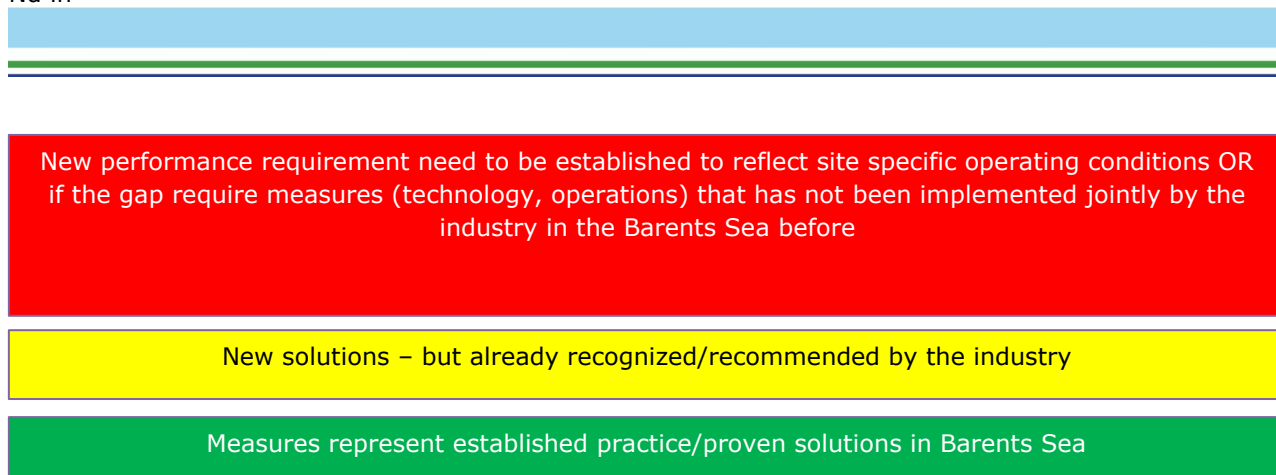 New performance requirement need to be established to reflect site specific operating conditions OR
if the gap require measures (technology, operations) that has not been implemented jointly by the
industry in the Barents Sea before
New solutions – but already recognized/recommended by the industry
Measures represent established practice/proven solutions in Barents Sea